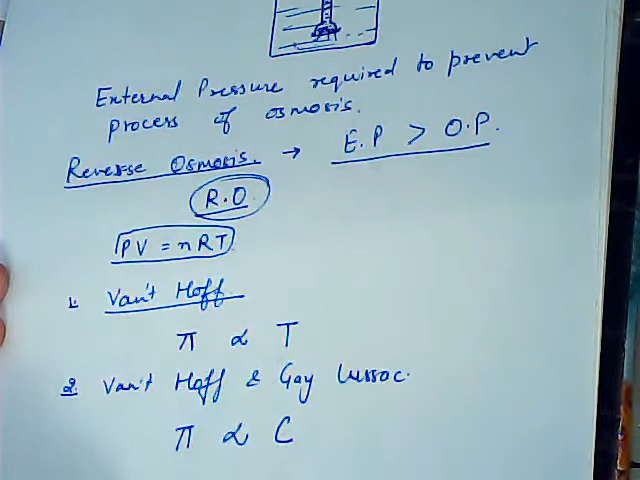 External Pressure required to prevent
process of osmosis.
Reverse Osmosis. → E.P > O.P.
R.O
PV = nRT
1. Van't Hoff
π ∝ T
2. Van't Hoff & Gay Lussac.
π ∝ C